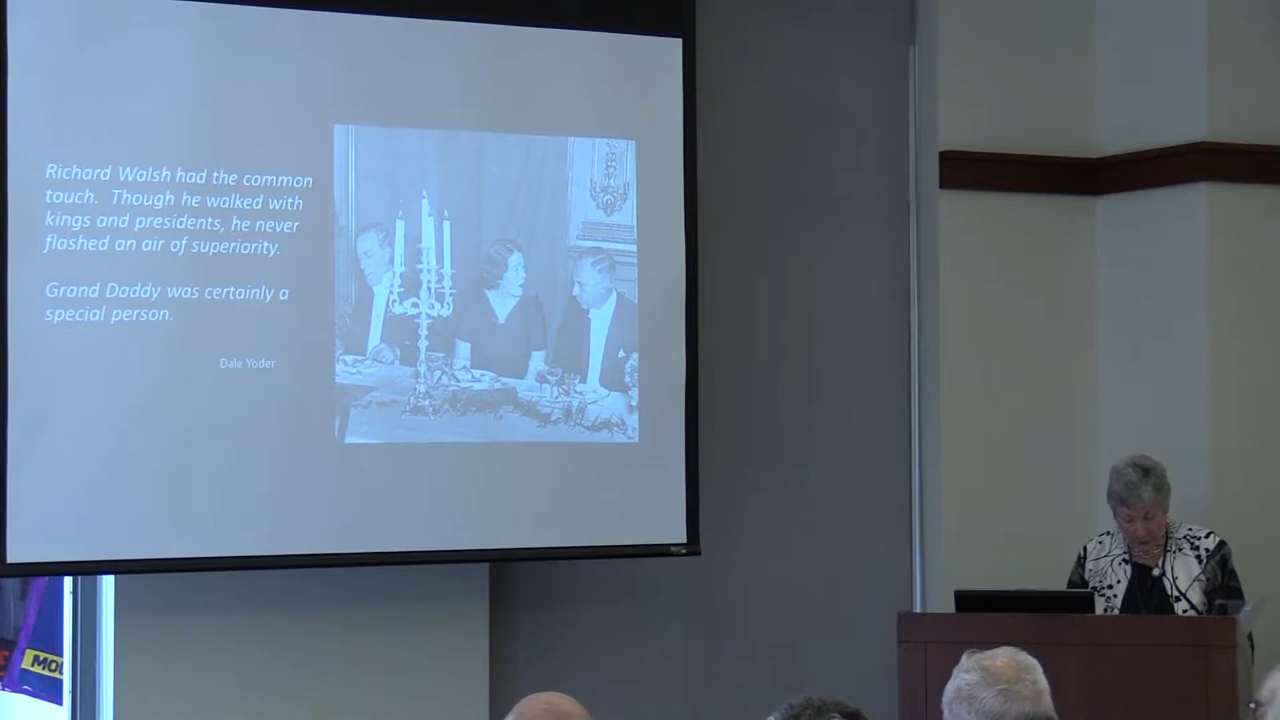 Richard Walsh had the common
touch. Though he walked with
kings and presidents, he never
flashed an air of superiority.
Grand Daddy was certainly a
special person.
Dale Yoder